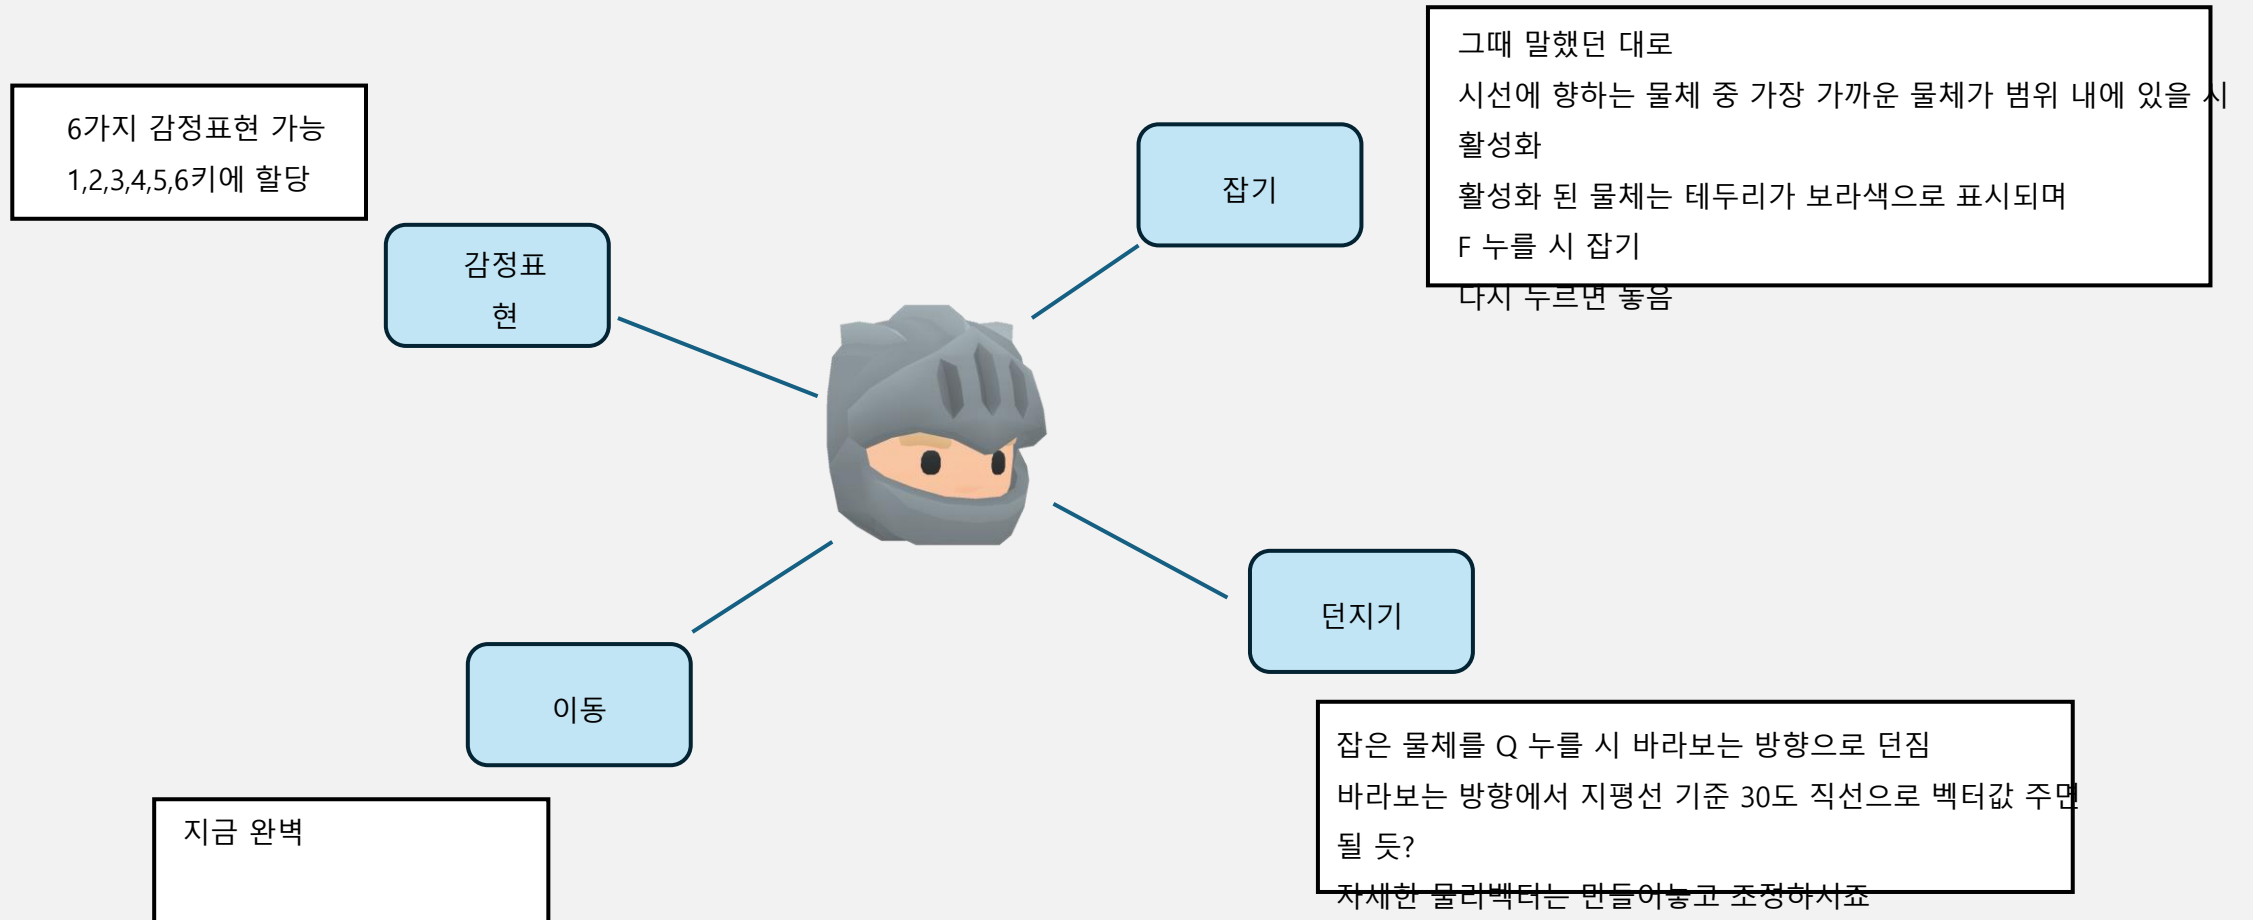 6가지 감정표현 가능
1,2,3,4,5,6키에 할당
감정표
현
잡기
그때 말했던 대로
시선에 향하는 물체 중 가장 가까운 물체가 범위 내에 있을 시
활성화
활성화 된 물체는 테두리가 보라색으로 표시되며
F 누를 시 잡기
다시 누르면 놓음
이동
지금 완벽
던지기
잡은 물체를 Q 누를 시 바라보는 방향으로 던짐
바라보는 방향에서 지평선 기준 30도 직선으로 벡터값 주면
될 듯?
자세한 물리벡터는 만들어놓고 조정하시죠